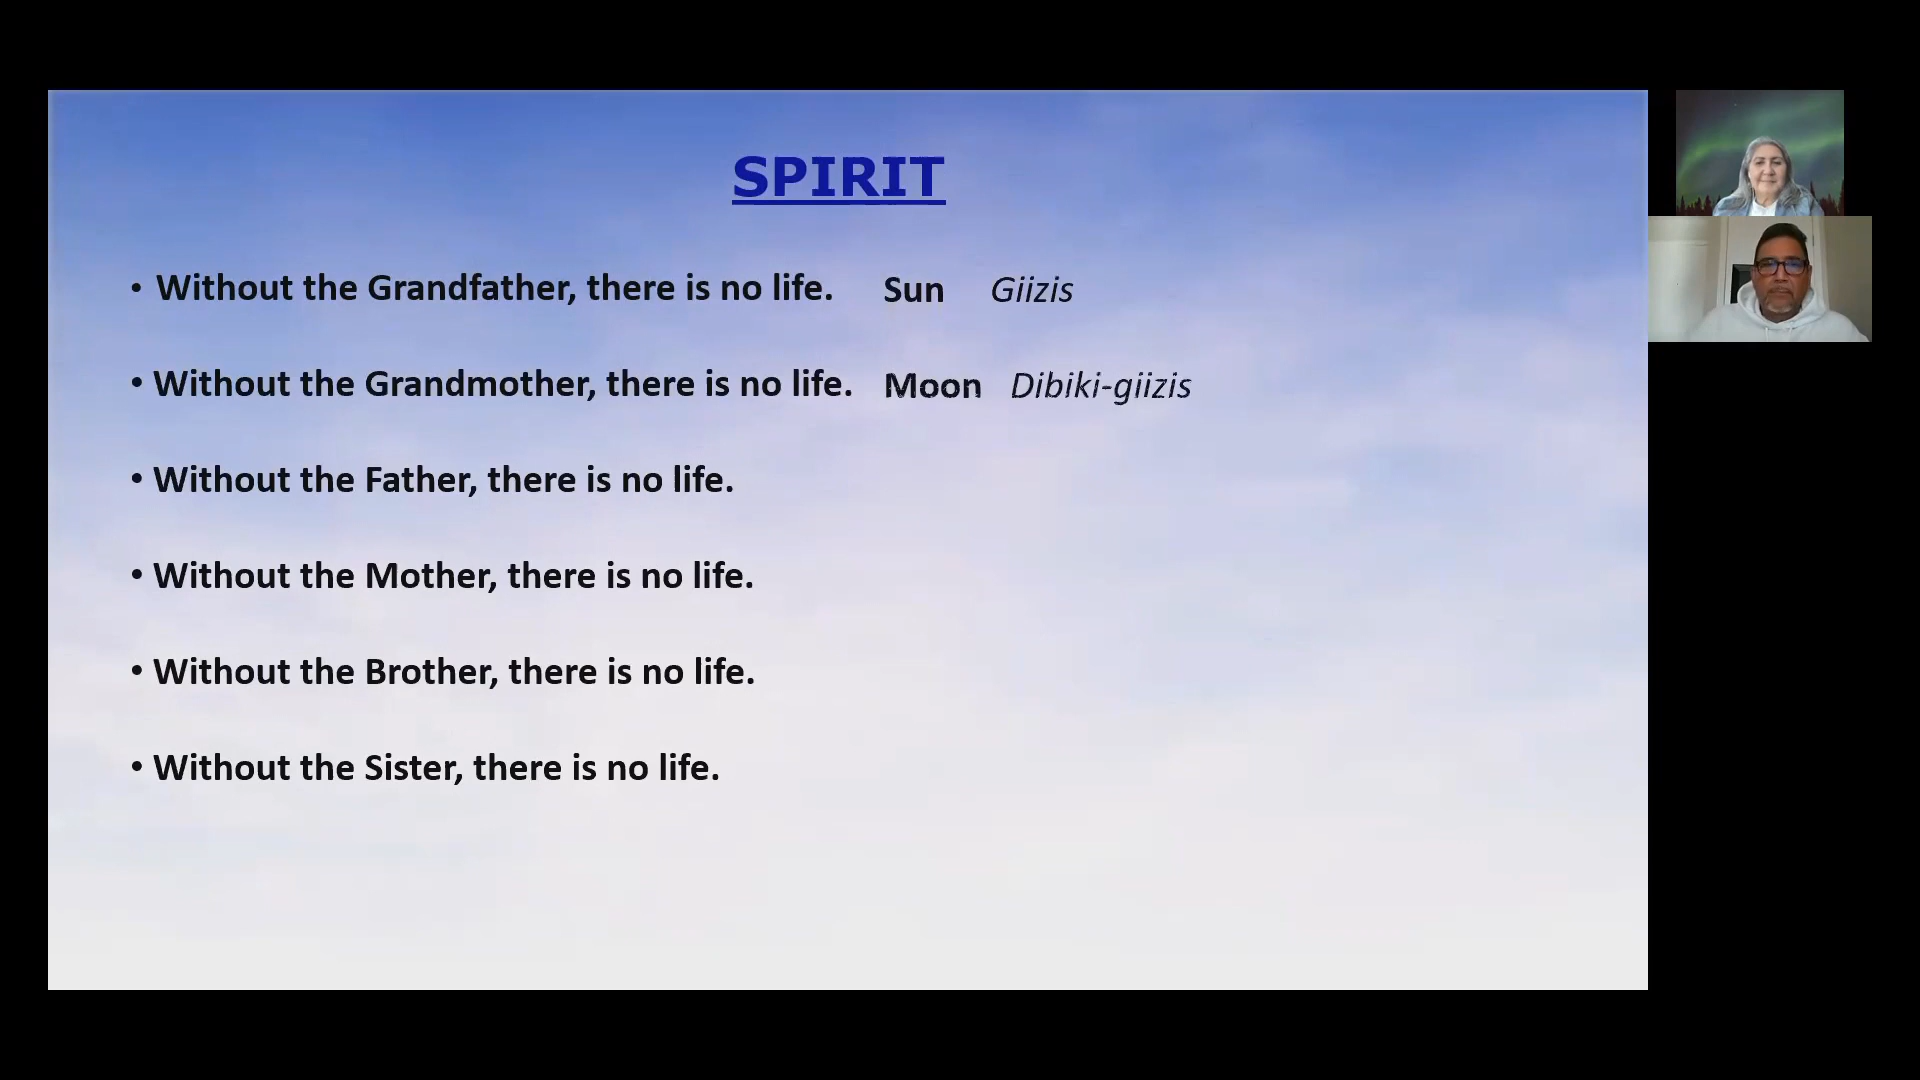 SPIRIT
• Without the Grandfather, there is no life. Sun Giizis
• Without the Grandmother, there is no life. Moon Dibiki-giizis
• Without the Father, there is no life.
• Without the Mother, there is no life.
• Without the Brother, there is no life.
• Without the Sister, there is no life.